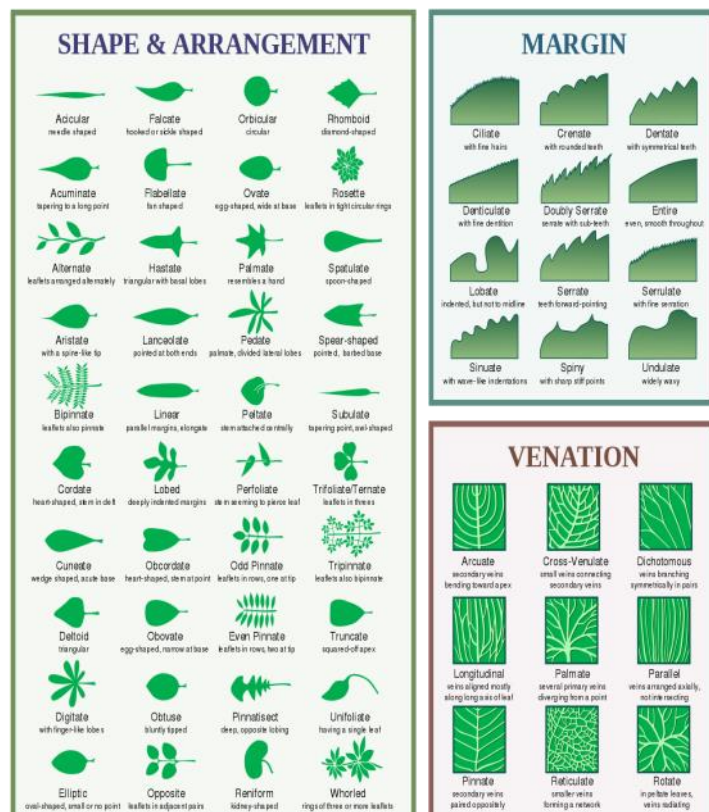 SHAPE & ARRANGEMENT
Acicular
needle shaped
Falcate
hooked or sickle shaped
Orbicular
circular
Rhomboid
diamond-shaped
Acuminate
tapering to a long point
Flabellate
fan shaped
Ovate
egg-shaped, wide at base
Rosette
leaflets in tight circular rings
Alternate
leaflets arranged alternately
Hastate
triangular with basal lobes
Palmate
resembles a hand
Spatulate
spoon-shaped
Aristate
with a spine-like tip
Lanceolate
pointed at both ends
Pedate
palmate, divided lateral lobes
Spear-shaped
pointed, barbed base
Bipinnate
leaflets also pinnate
Linear
parallel margins, elongate
Peltate
stem attached centrally
Subulate
tapering point, awl-shaped
Cordate
heart-shaped, stem in cleft
Lobed
deeply indented margins
Perfoliate
stem seeming to pierce leaf
Trifoliate/Ternate
leaflets in threes
Cuneate
wedge shaped, acute base
Obcordate
heart-shaped, stem at point
Odd Pinnate
leaflets in rows, one at tip
Tripinnate
leaflets also bipinnate
Deltoid
triangular
Obovate
egg-shaped, narrow at base
Even Pinnate
leaflets in rows, two at tip
Truncate
squared-off apex
Digitate
with finger-like lobes
Obtuse
bluntly tipped
Pinnatisect
deep, opposite lobing
Unifoliate
having a single leaf
Elliptic
oval-shaped, small or no point
Opposite
leaflets in adjacent pairs
Reniform
kidney-shaped
Whorled
rings of three or more leaflets
MARGIN
Ciliate
with fine hairs
Crenate
with rounded teeth
Dentate
with symmetrical teeth
Denticulate
with fine dentition
Doubly Serrate
serrate with sub-teeth
Entire
even, smooth throughout
Lobate
indented, but not to midline
Serrate
teeth forward-pointing
Serrulate
with fine serration
Sinuate
with wave-like indentations
Spiny
with sharp stiff points
Undulate
widely wavy
VENATION
Arcuate
secondary veins
bending toward apex
Cross-Venulate
small veins connecting
secondary veins
Dichotomous
veins branching
symmetrically in pairs
Longitudinal
veins aligned mostly
along long axis of leaf
Palmate
several primary veins
diverging from a point
Parallel
veins arranged axially,
not intersecting
Pinnate
secondary veins
paired oppositely
Reticulate
smaller veins
forming a network
Rotate
in peltate leaves,
veins radiating